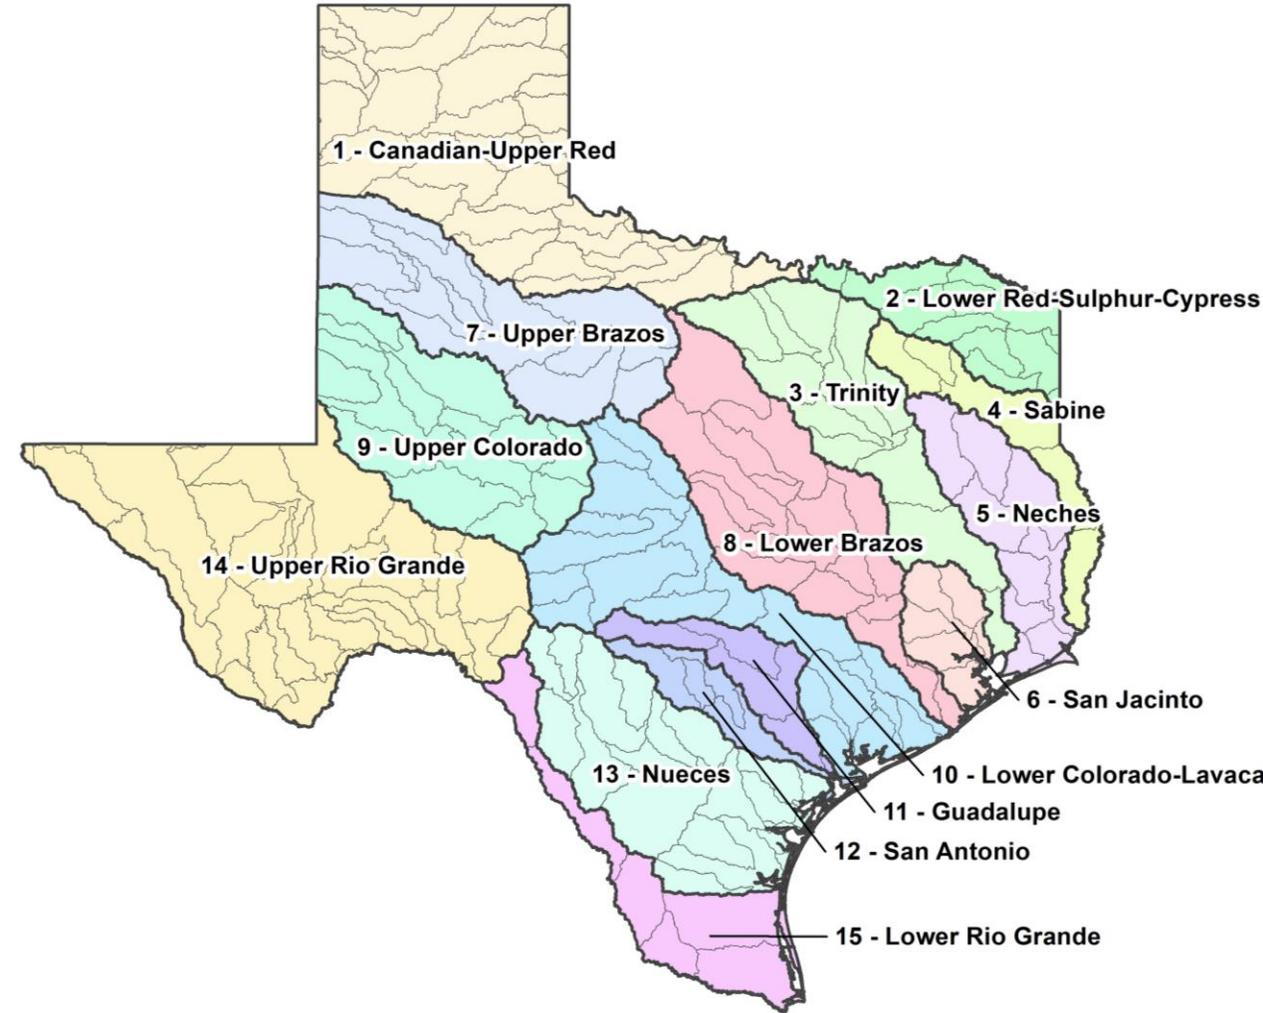 1 - Canadian-Upper Red
2 - Lower Red-Sulphur-Cypress
7 - Upper Brazos
3 - Trinity
4 - Sabine
9 - Upper Colorado
5 - Neches
8 - Lower Brazos
14 - Upper Rio Grande
6 - San Jacinto
13 - Nueces
10 - Lower Colorado-Lavaca
11 - Guadalupe
12 - San Antonio
15 - Lower Rio Grande